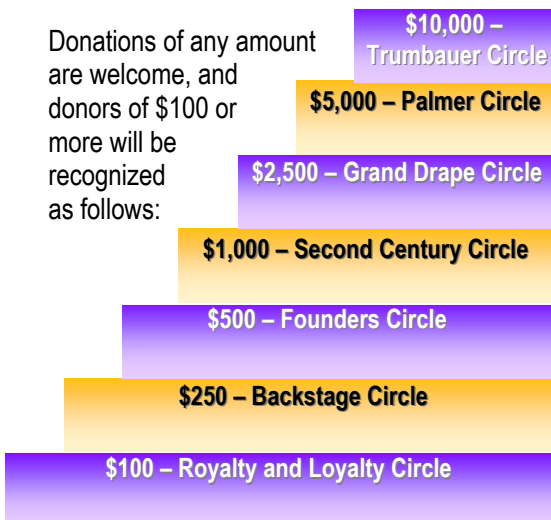 Donations of any amount
are welcome, and
donors of $100 or
more will be
recognized
as follows:
$10,000 –
Trumbauer Circle
$5,000 – Palmer Circle
$2,500 – Grand Drape Circle
$1,000 – Second Century Circle
$500 – Founders Circle
$250 – Backstage Circle
$100 – Royalty and Loyalty Circle